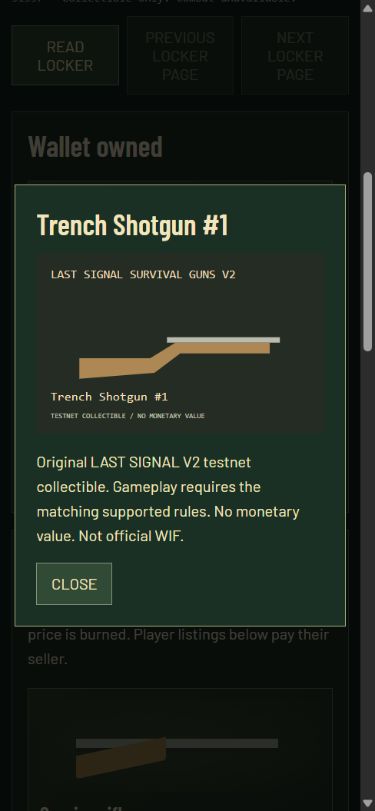 READ
LOCKER
PREVIOUS
LOCKER
PAGE
NEXT
LOCKER
PAGE
Wallet owned
Trench Shotgun #1
LAST SIGNAL SURVIVAL GUNS V2
Trench Shotgun #1
TESTNET COLLECTIBLE / NO MONETARY VALUE
Original LAST SIGNAL V2 testnet
collectible. Gameplay requires the
matching supported rules. No monetary
value. Not official WIF.
CLOSE
price is burned. Player listings below pay their
seller.